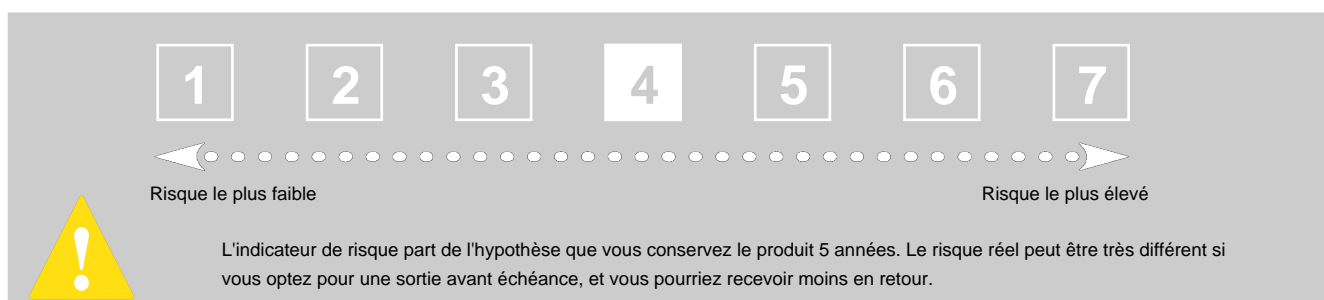 1 2 3 4 5 6 7
Risque le plus faible Risque le plus élevé
!
L'indicateur de risque part de l'hypothèse que vous conservez le produit 5 années. Le risque réel peut être très différent si
vous optez pour une sortie avant échéance, et vous pourriez recevoir moins en retour.